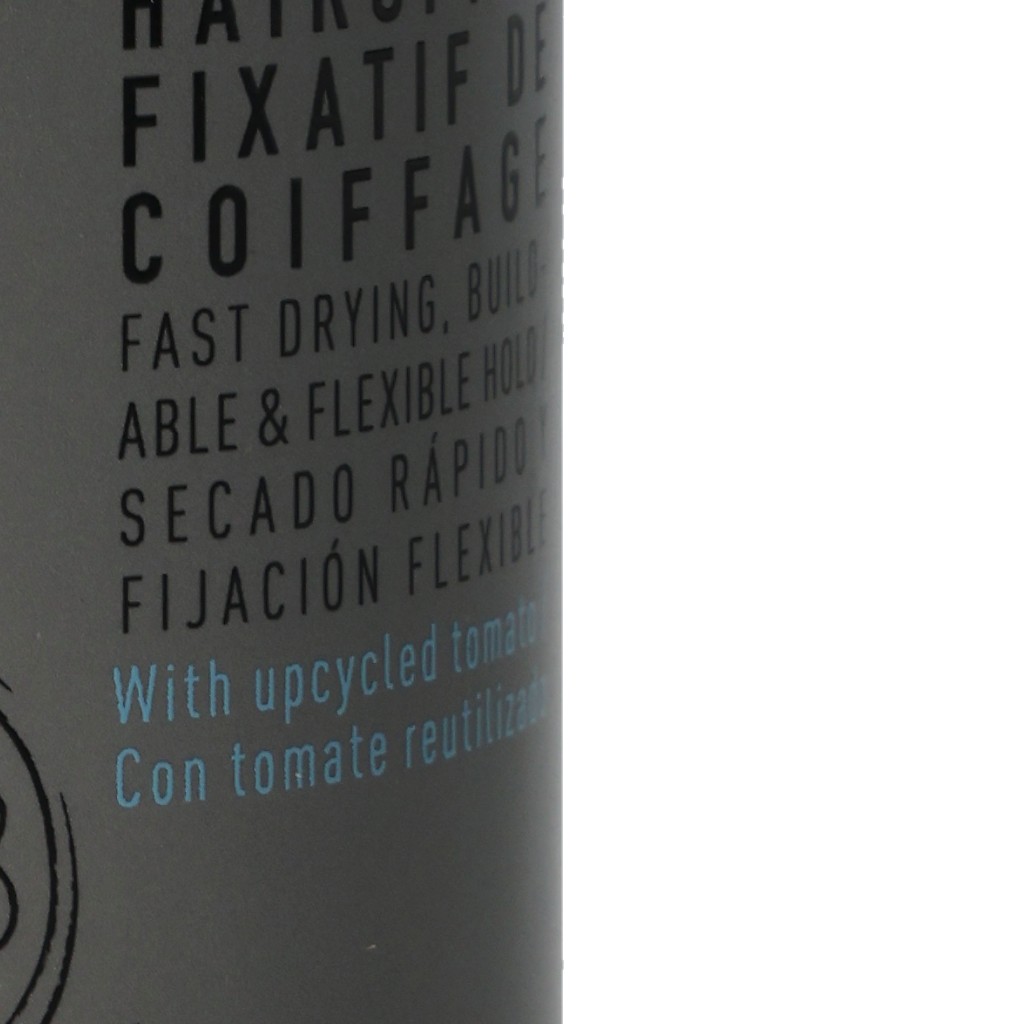 FIXATIF DE
COIFFAGE
FAST DRYING, BUILD-
ABLE & FLEXIBLE HOLD /
SECADO RÁPIDO Y
FIJACIÓN FLEXIBLE
With upcycled tomato
Con tomate reutilizado